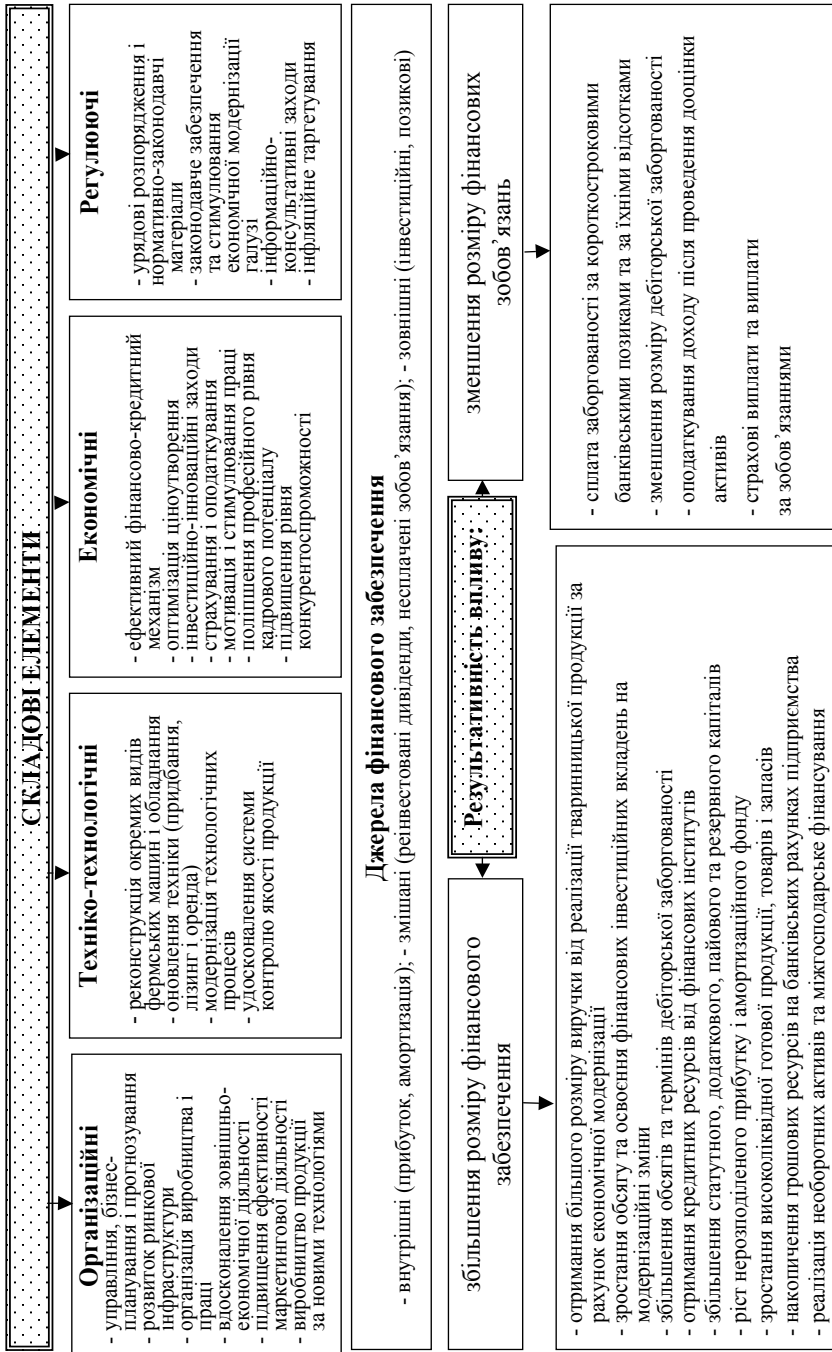 СКЛАДОВІ ЕЛЕМЕНТИ
Організаційні
- управління, бізнес-
планування і прогнозування
- розвиток ринкової
інфраструктури
- організація виробництва і
праці
- вдосконалення зовнішньо-
економічної діяльності
- підвищення ефективності
маркетингової діяльності
- виробництво продукції
за новими технологіями
Техніко-технологічні
- реконструкція окремих видів
фермських машин і обладнання
- оновлення техніки (придбання,
лізинг і оренда)
- модернізація технологічних
процесів
- удосконалення системи
контролю якості продукції
Економічні
- ефективний фінансово-кредитний
механізм
- оптимізація ціноутворення
- інвестиційно-інноваційні заходи
- страхування і оподаткування
- мотивація і стимулювання праці
- поліпшення професійного рівня
кадрового потенціалу
- підвищення рівня
конкурентоспроможності
Регулюючі
- урядові розпорядження і
нормативно-законодавчі
матеріали
- законодавче забезпечення
та стимулювання
економічної модернізації
галузі
- інформаційно-
консультативні заходи
- інфляційне таргетування
Джерела фінансового забезпечення
- внутрішні (прибуток, амортизація); - змішані (реінвестовані дивіденди, несплачені зобов’язання); - зовнішні (інвестиційні, позикові)
Результативність впливу:
збільшення розміру фінансового
забезпечення
зменшення розміру фінансових
зобов’язань
- отримання більшого розміру виручки від реалізації тваринницької продукції за
рахунок економічної модернізації
- зростання обсягу та освоєння фінансових інвестиційних вкладень на
модернізаційні зміни
- збільшення обсягів та термінів дебіторської заборгованості
- отримання кредитних ресурсів від фінансових інститутів
- збільшення статутного, додаткового, пайового та резервного капіталів
- ріст нерозподіленого прибутку і амортизаційного фонду
- зростання високоліквідної готової продукції, товарів і запасів
- накопичення грошових ресурсів на банківських рахунках підприємства
- реалізація необоротних активів та міжгосподарське фінансування
- сплата заборгованості за короткостроковими
банківськими позиками та за їхніми відсотками
- зменшення розміру дебіторської заборгованості
- оподаткування доходу після проведення дооцінки
активів
- страхові виплати та виплати
за зобов’язаннями